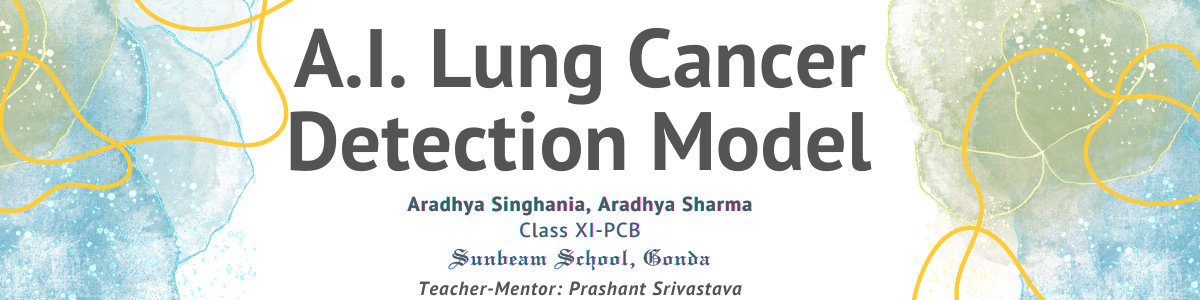 A.I. Lung Cancer
Detection Model
Aradhya Singhania, Aradhya Sharma
Class XI-PCB
Sunbeam School, Gonda
Teacher-Mentor: Prashant Srivastava